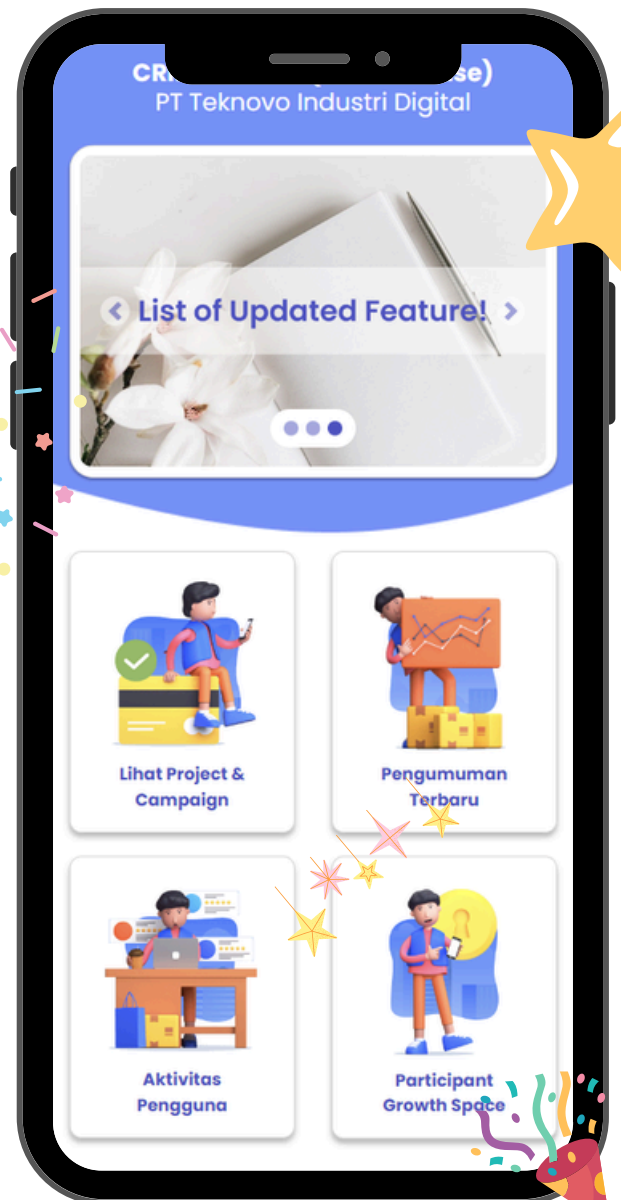 PT Teknovo Industri Digital
List of Updated Feature!
Lihat Project &
Campaign
Pengumuman
Terbaru
Aktivitas
Pengguna
Participant
Growth Space